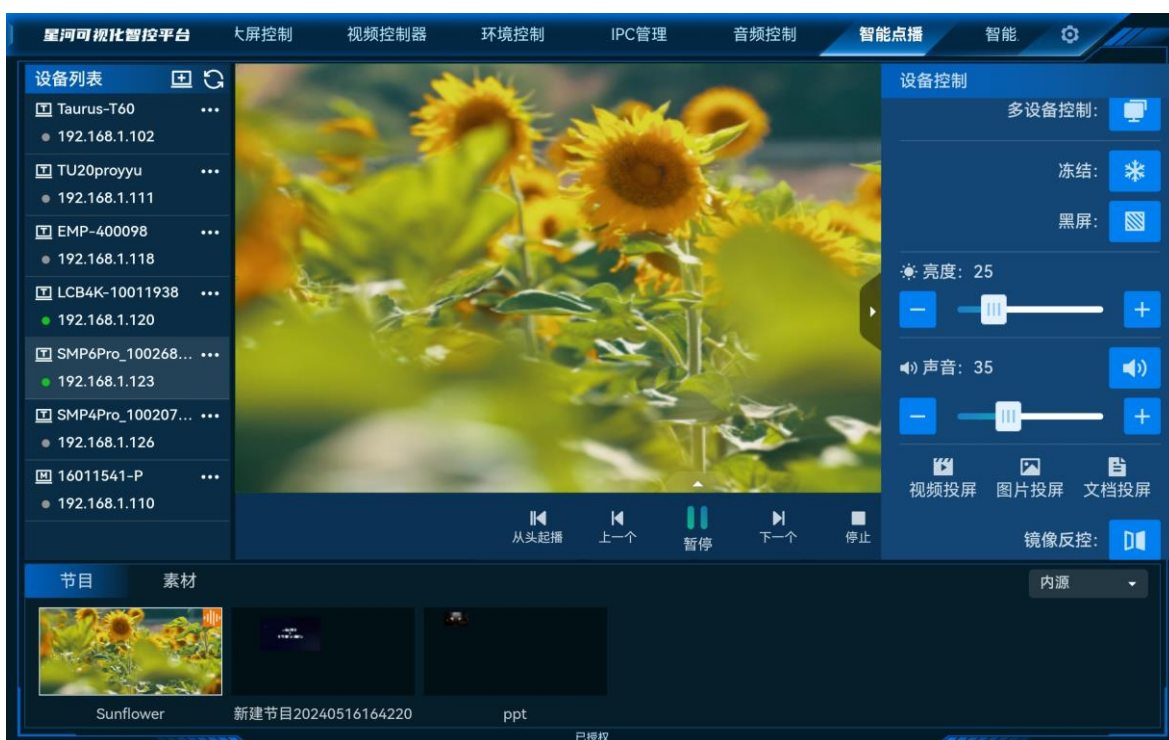 星河可视化智控平台
大屏控制 视频控制器 环境控制 IPC管理 音频控制 智能点播 智能
设备列表
Taurus-T60
192.168.1.102
TU20proyyu
192.168.1.111
EMP-400098
192.168.1.118
LCB4K-10011938
192.168.1.120
SMP6Pro_100268...
192.168.1.123
SMP4Pro_100207...
192.168.1.126
16011541-P
192.168.1.110
从头起播 上一个 暂停 下一个 停止
设备控制
多设备控制:
冻结:
黑屏:
亮度: 25
声音: 35
视频投屏 图片投屏 文档投屏
镜像反控:
节目 素材 内源
Sunflower 新建节目20240516164220 ppt
已授权